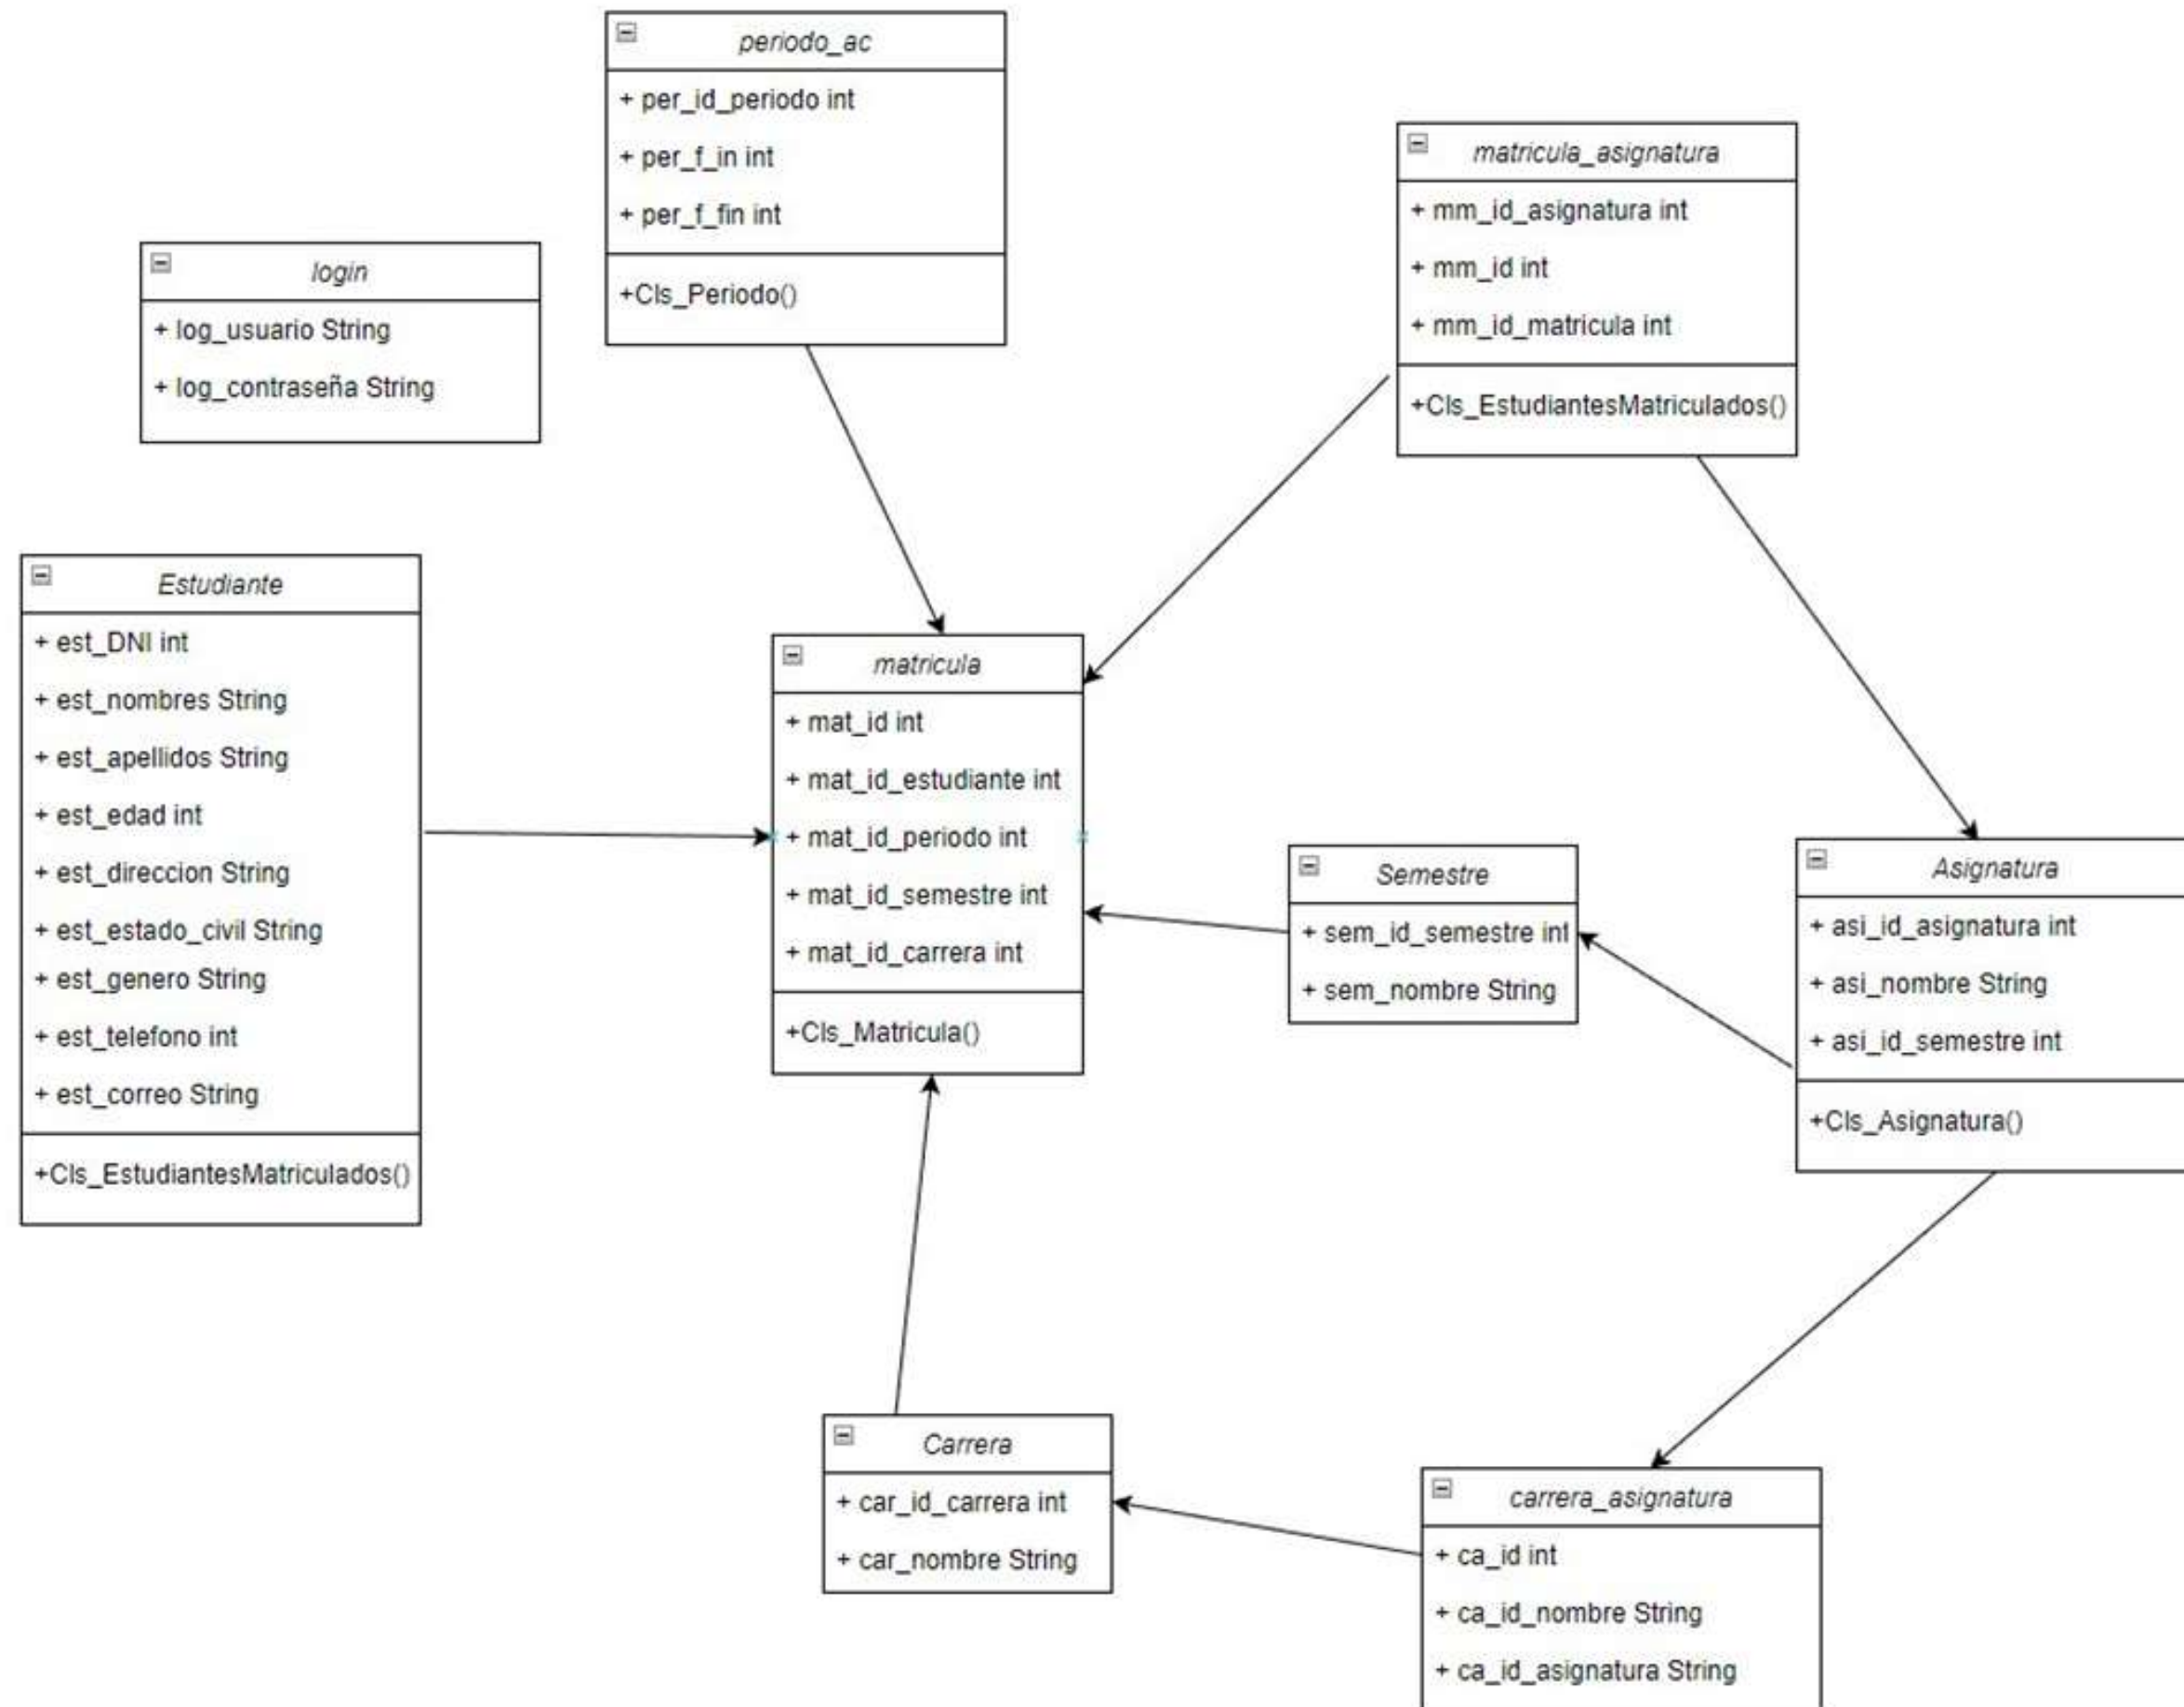 periodo_ac
+ per_id_periodo int
+ per_f_in int
+ per_f_fin int
+Cls_Periodo()
matricula_asignatura
+ mm_id_asignatura int
+ mm_id int
+ mm_id_matricula int
+Cls_EstudiantesMatriculados()
login
+ log_usuario String
+ log_contraseña String
Estudiante
+ est_DNI int
+ est_nombres String
+ est_apellidos String
+ est_edad int
+ est_direccion String
+ est_estado_civil String
+ est_genero String
+ est_telefono int
+ est_correo String
+Cls_EstudiantesMatriculados()
matricula
+ mat_id int
+ mat_id_estudiante int
+ mat_id_periodo int
+ mat_id_semestre int
+ mat_id_carrera int
+Cls_Matricula()
Semestre
+ sem_id_semestre int
+ sem_nombre String
Asignatura
+ asi_id_asignatura int
+ asi_nombre String
+ asi_id_semestre int
+Cls_Asignatura()
Carrera
+ car_id_carrera int
+ car_nombre String
carrera_asignatura
+ ca_id int
+ ca_id_nombre String
+ ca_id_asignatura String